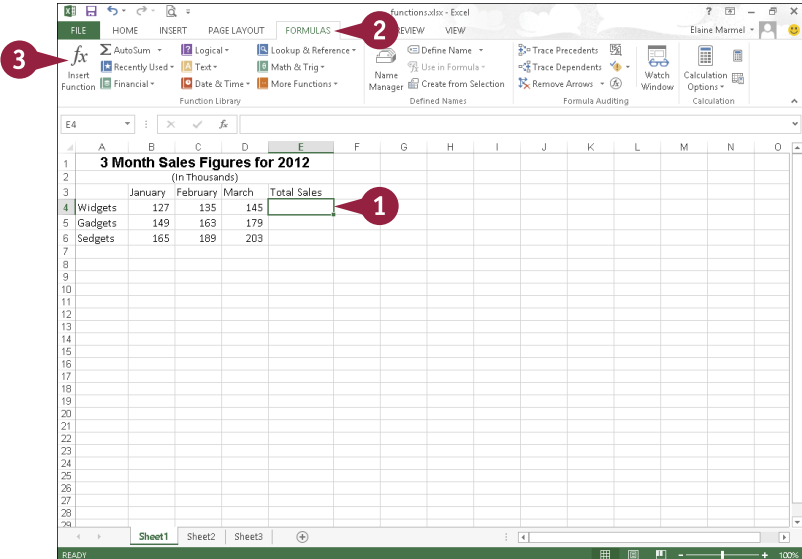 functions.xlsx - Excel
FILE HOME INSERT PAGE LAYOUT FORMULAS REVIEW VIEW Elaine Marmel
2
3
fx Insert Function
Σ AutoSum
Recently Used
Financial
Logical
Text
Date & Time
Lookup & Reference
Math & Trig
More Functions
Function Library
Name Manager
Define Name
Use in Formula
Create from Selection
Defined Names
Trace Precedents
Trace Dependents
Remove Arrows
Watch Window
Formula Auditing
Calculation Options
Calculation
E4 fx
A B C D E F G H I J K L M N O
1 3 Month Sales Figures for 2012
2 (In Thousands)
3 January February March Total Sales
4 Widgets 127 135 145
1
5 Gadgets 149 163 179
6 Sedgets 165 189 203
7
8
9
10
11
12
13
14
15
16
17
18
19
20
21
22
23
24
25
26
27
28
29
Sheet1 Sheet2 Sheet3
READY 100%